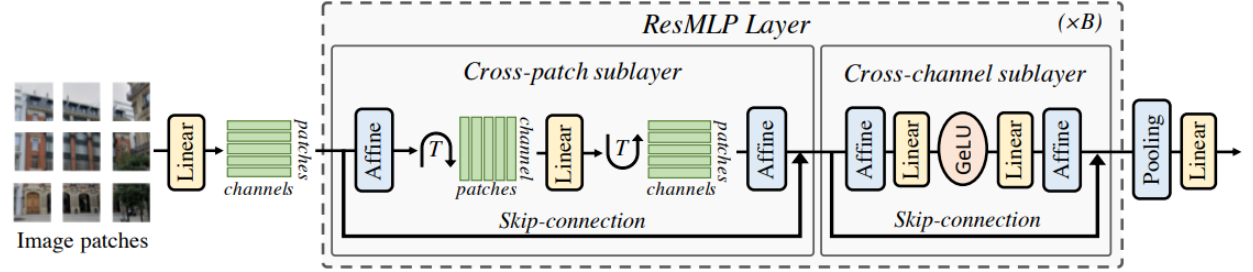 ResMLP Layer
(×B)
Cross-patch sublayer
Cross-channel sublayer
Linear
patches
channels
Affine
T
channel
patches
Linear
T
patches
channels
Affine
Affine
Linear
GeLU
Linear
Affine
Pooling
Linear
Skip-connection
Skip-connection
Image patches